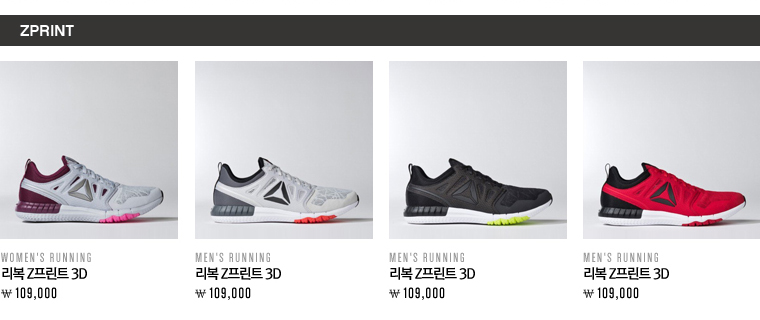 ZPRINT
WOMEN'S RUNNING
리복 Z프린트 3D
₩ 109,000
MEN'S RUNNING
리복 Z프린트 3D
₩ 109,000
MEN'S RUNNING
리복 Z프린트 3D
₩ 109,000
MEN'S RUNNING
리복 Z프린트 3D
₩ 109,000